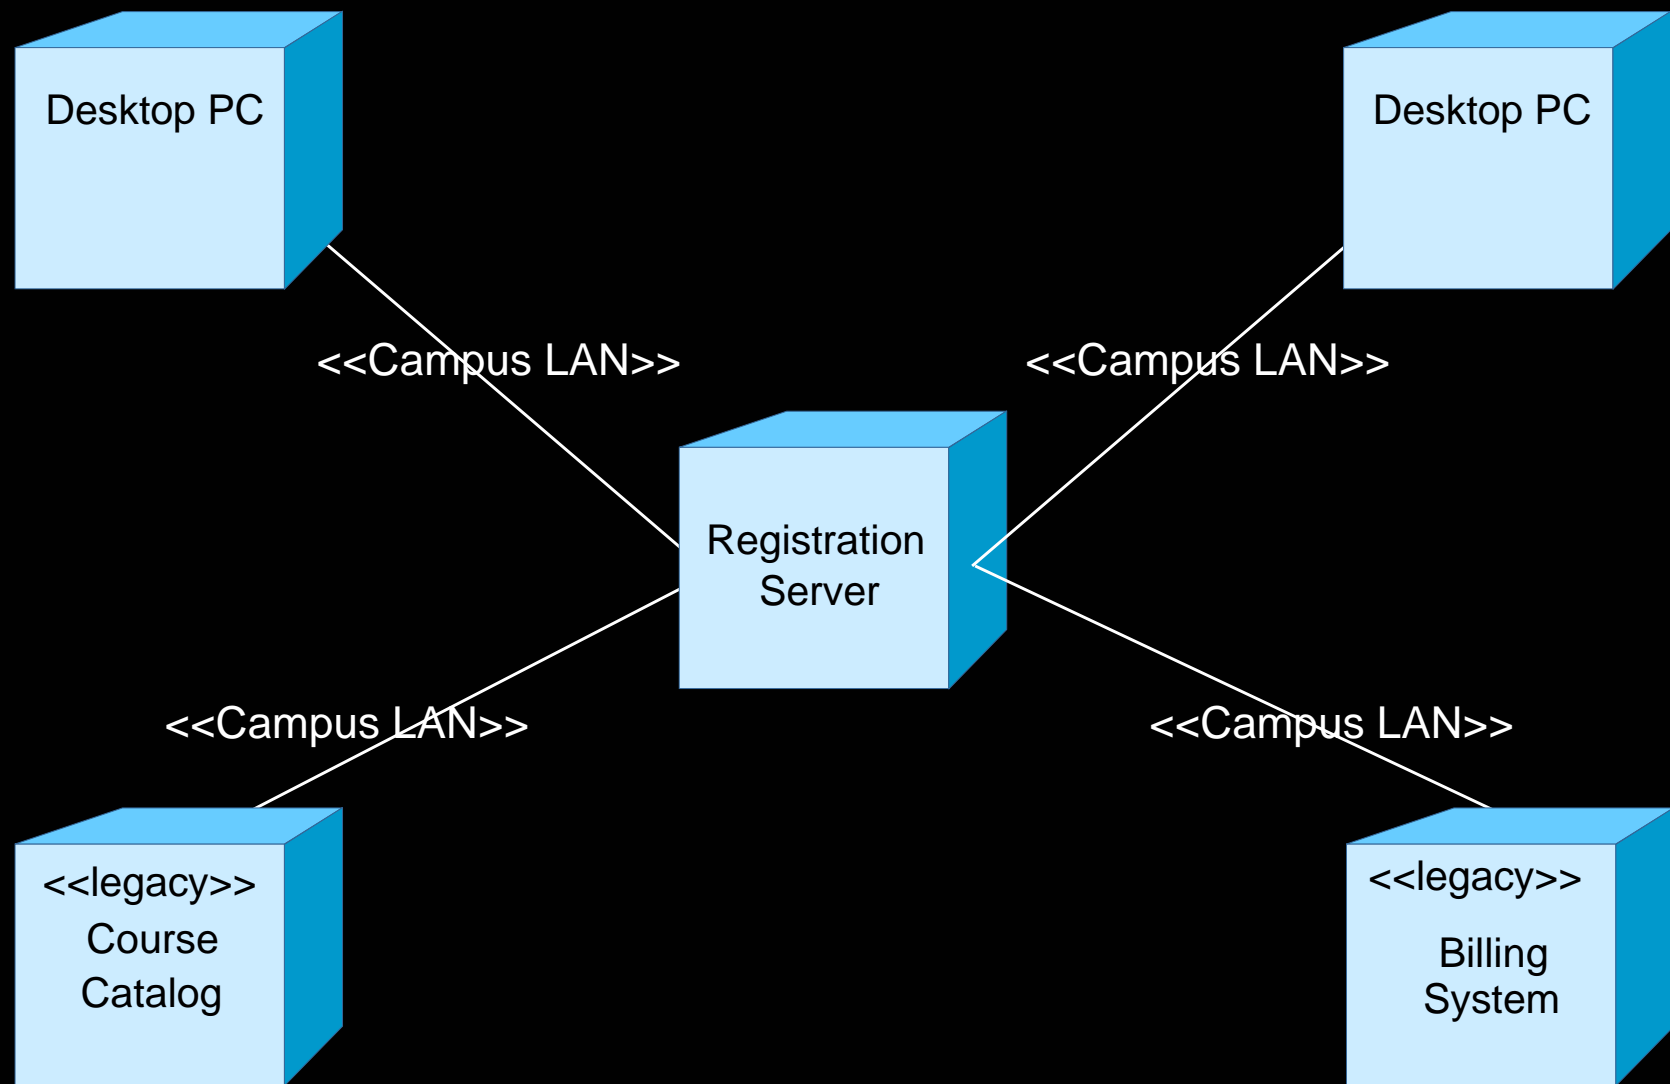 Desktop PC
Desktop PC
<<Campus LAN>>
<<Campus LAN>>
Registration
Server
<<Campus LAN>>
<<Campus LAN>>
<<legacy>>
Course
Catalog
<<legacy>>
Billing
System